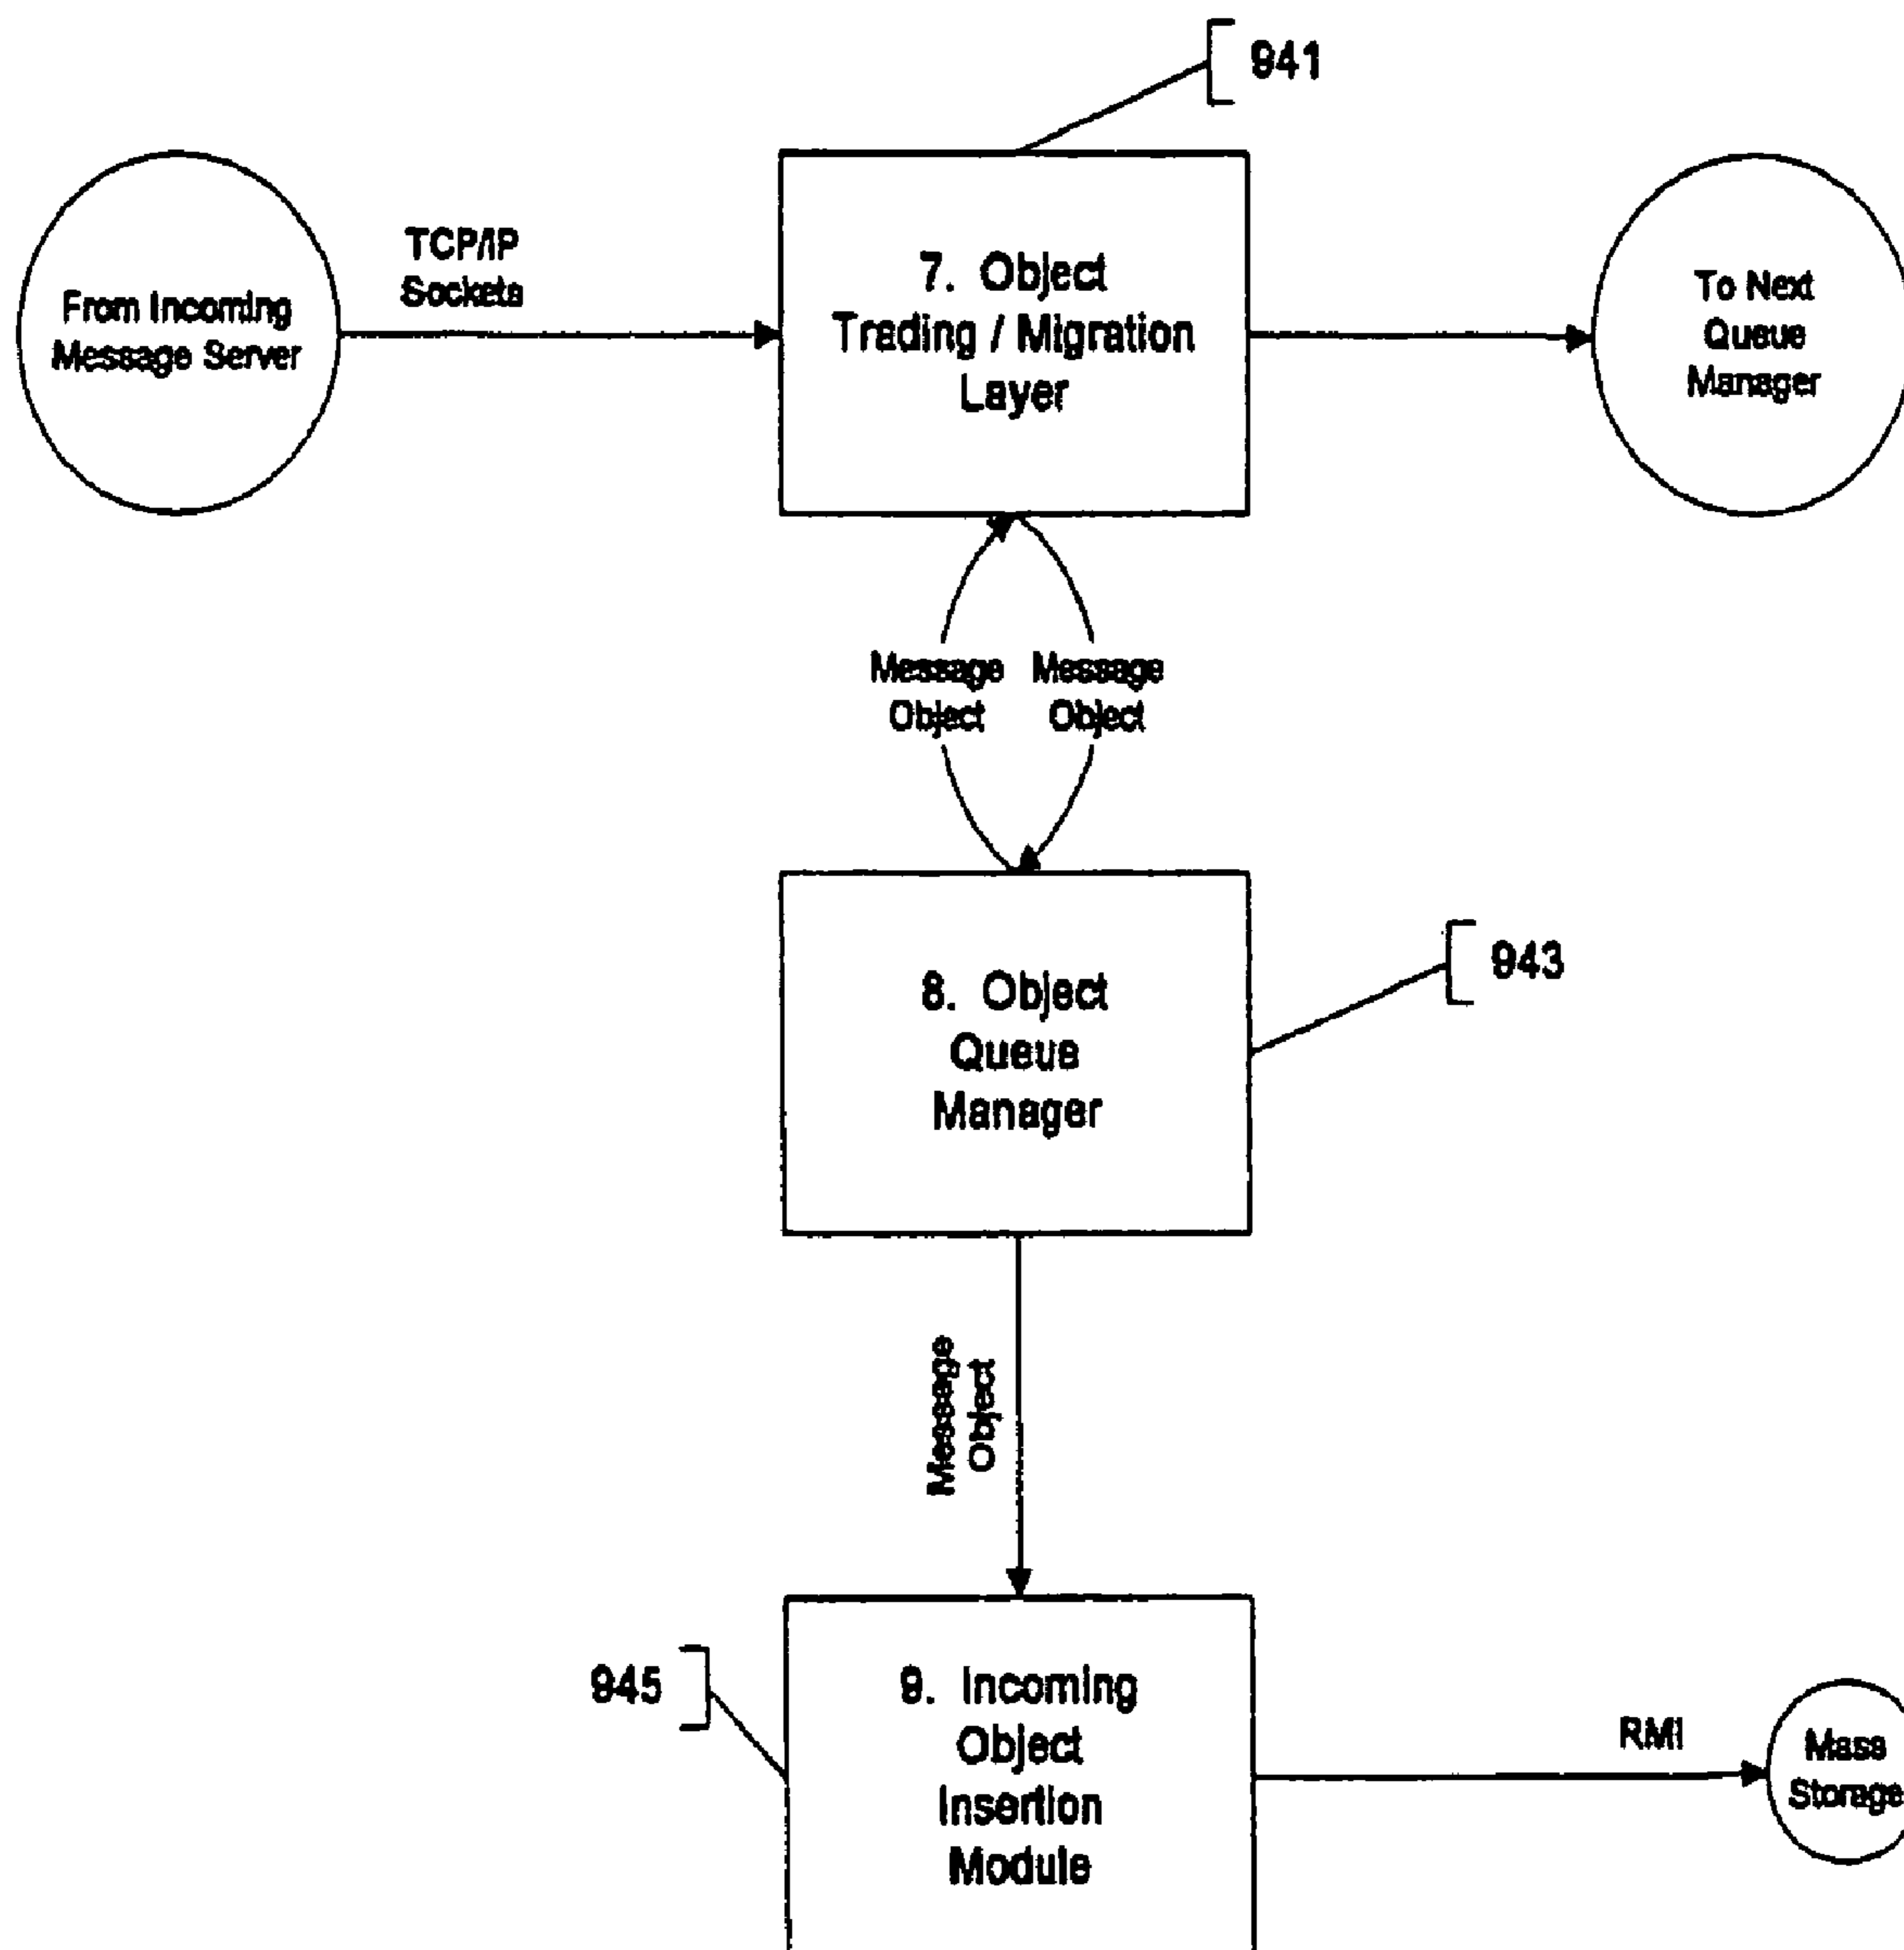 941
From Incoming
Message Server
TCP/IP
Sockets
7. Object
Trading / Migration
Layer
To Next
Queue
Manager
Message
Object
Message
Object
8. Object
Queue
Manager
943
Message
Object
945
9. Incoming
Object
Insertion
Module
RMI
Mass
Storage